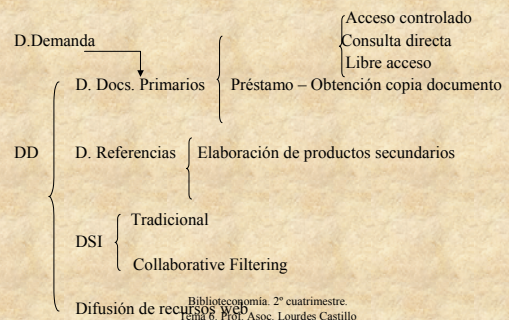 Acceso controlado
D.Demanda
Consulta directa
Libre acceso
D. Docs. Primarios
Préstamo – Obtención copia documento
DD
D. Referencias
Elaboración de productos secundarios
Tradicional
DSI
Collaborative Filtering
Difusión de recursos web
Biblioteconomía. 2º cuatrimestre.
Tema 6. Prof. Asoc. Lourdes Castillo